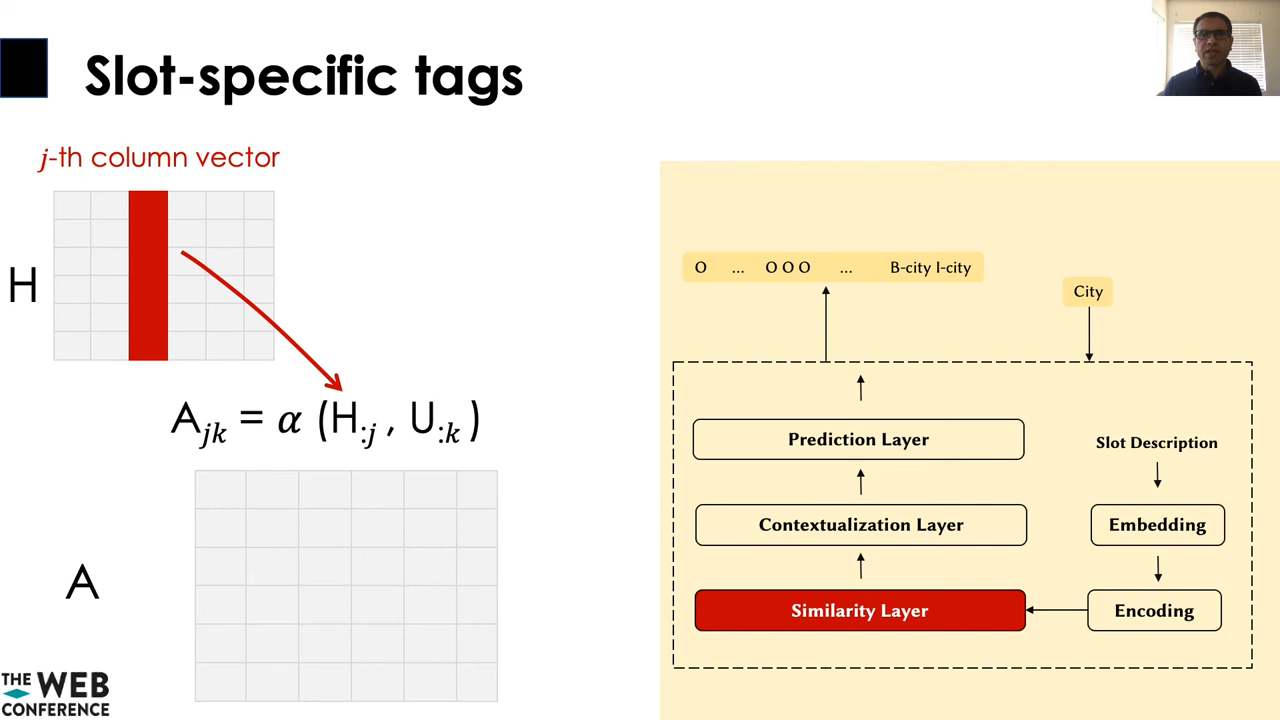 Slot-specific tags
j-th column vector
H
A_jk = α (H_:j , U_:k )
A
O ... O O O ... B-city I-city
City
Prediction Layer
Slot Description
Contextualization Layer
Embedding
Similarity Layer
Encoding
THE WEB
CONFERENCE